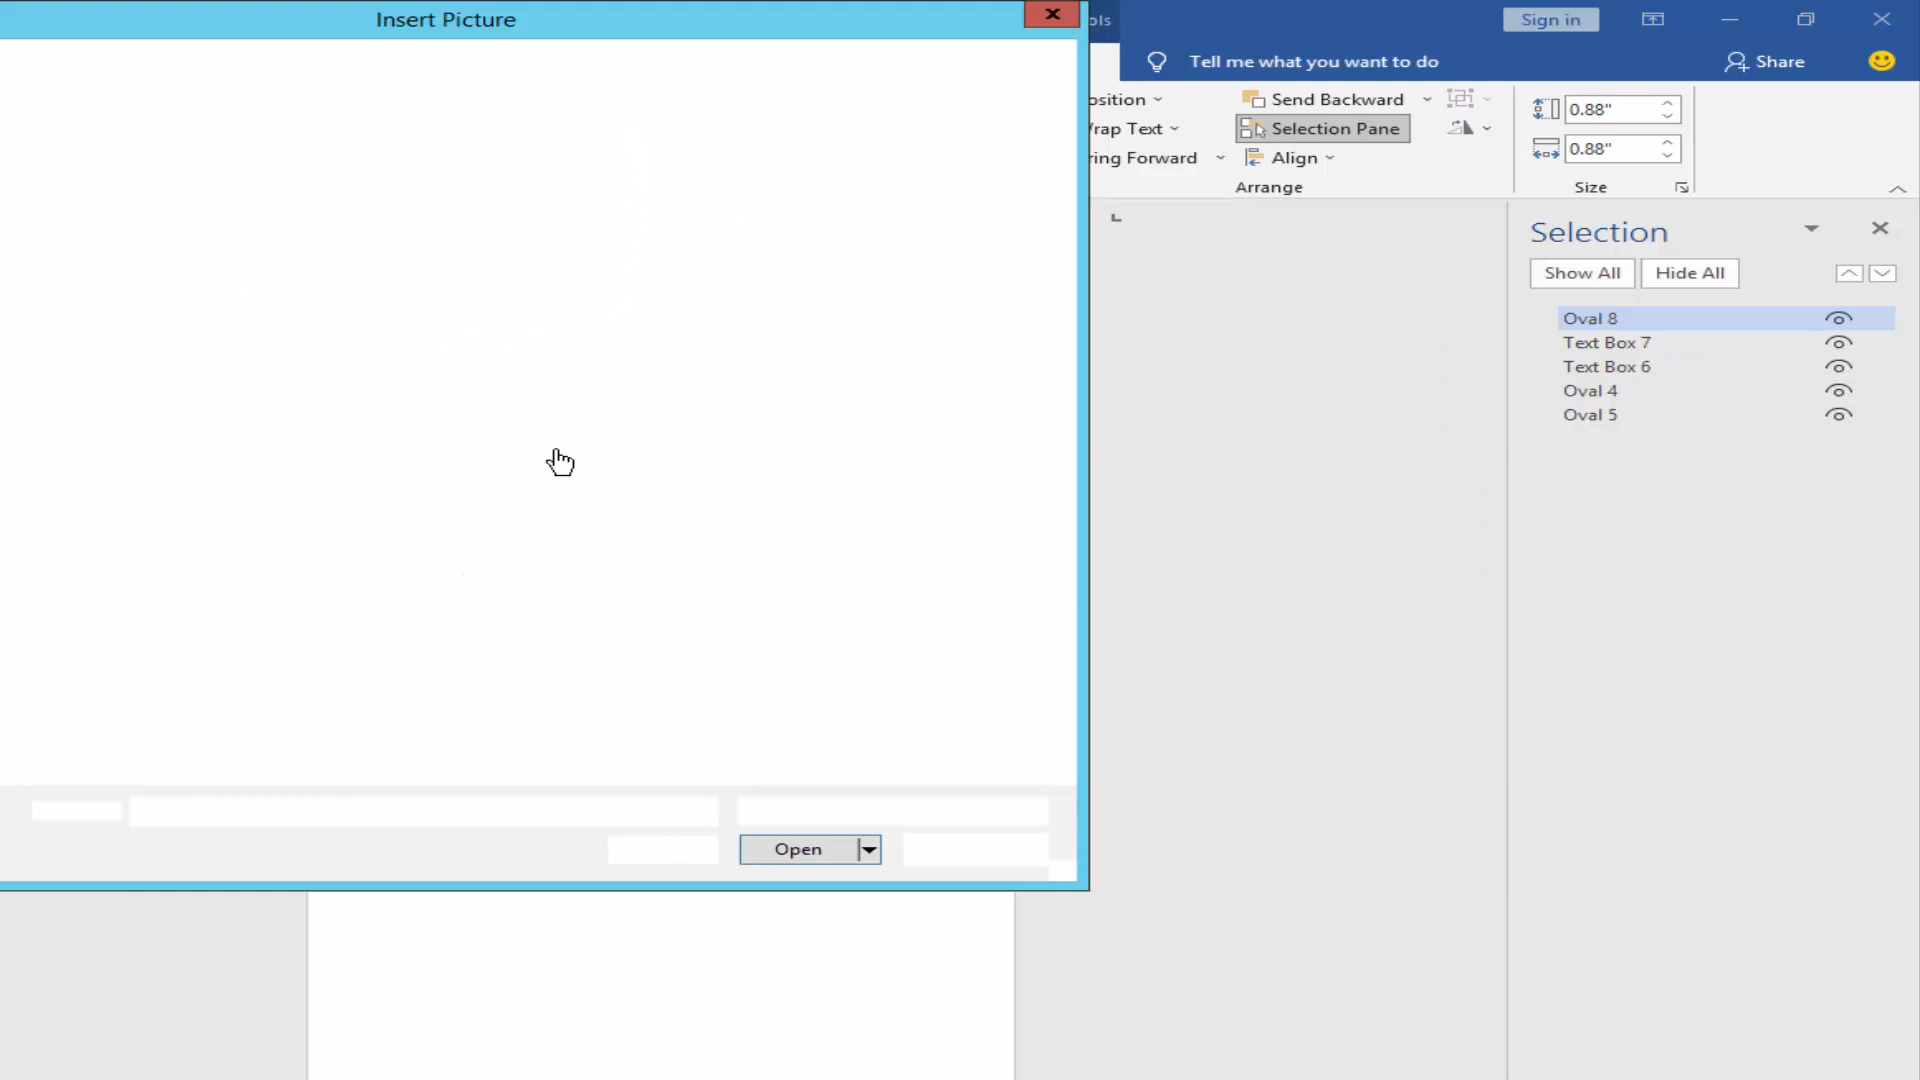 Insert Picture
ols
Sign in
Tell me what you want to do
Share
osition
Send Backward
0.88"
rap Text
Selection Pane
0.88"
ring Forward
Align
Arrange
Size
Selection
Show All
Hide All
Oval 8
Text Box 7
Text Box 6
Oval 4
Oval 5
Open